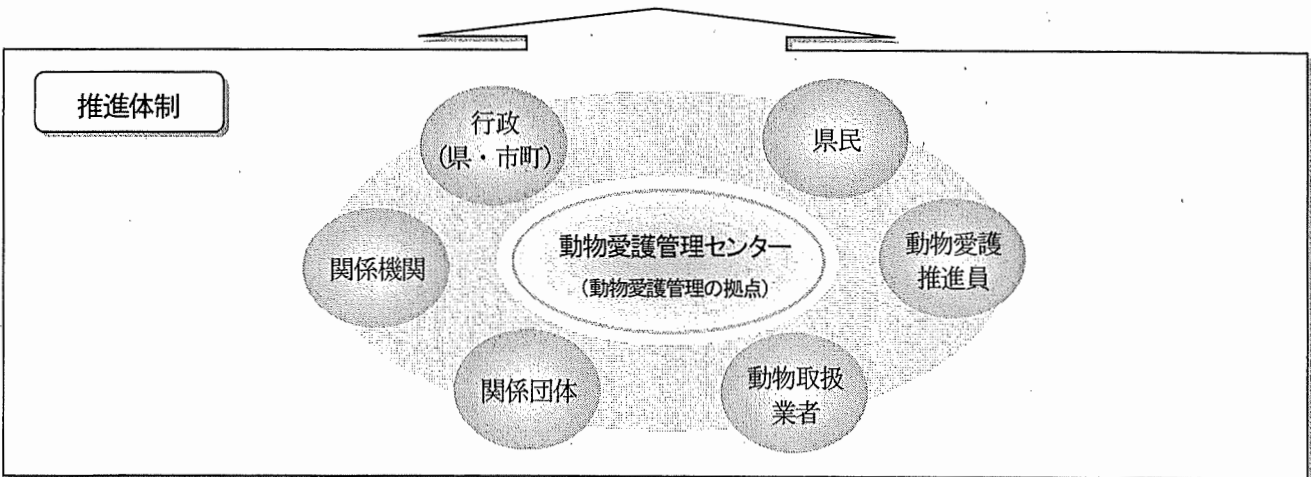 推進体制
行政
(県・市町)
県民
関係機関
動物愛護管理センター
(動物愛護管理の拠点)
動物愛護
推進員
関係団体
動物取扱
業者